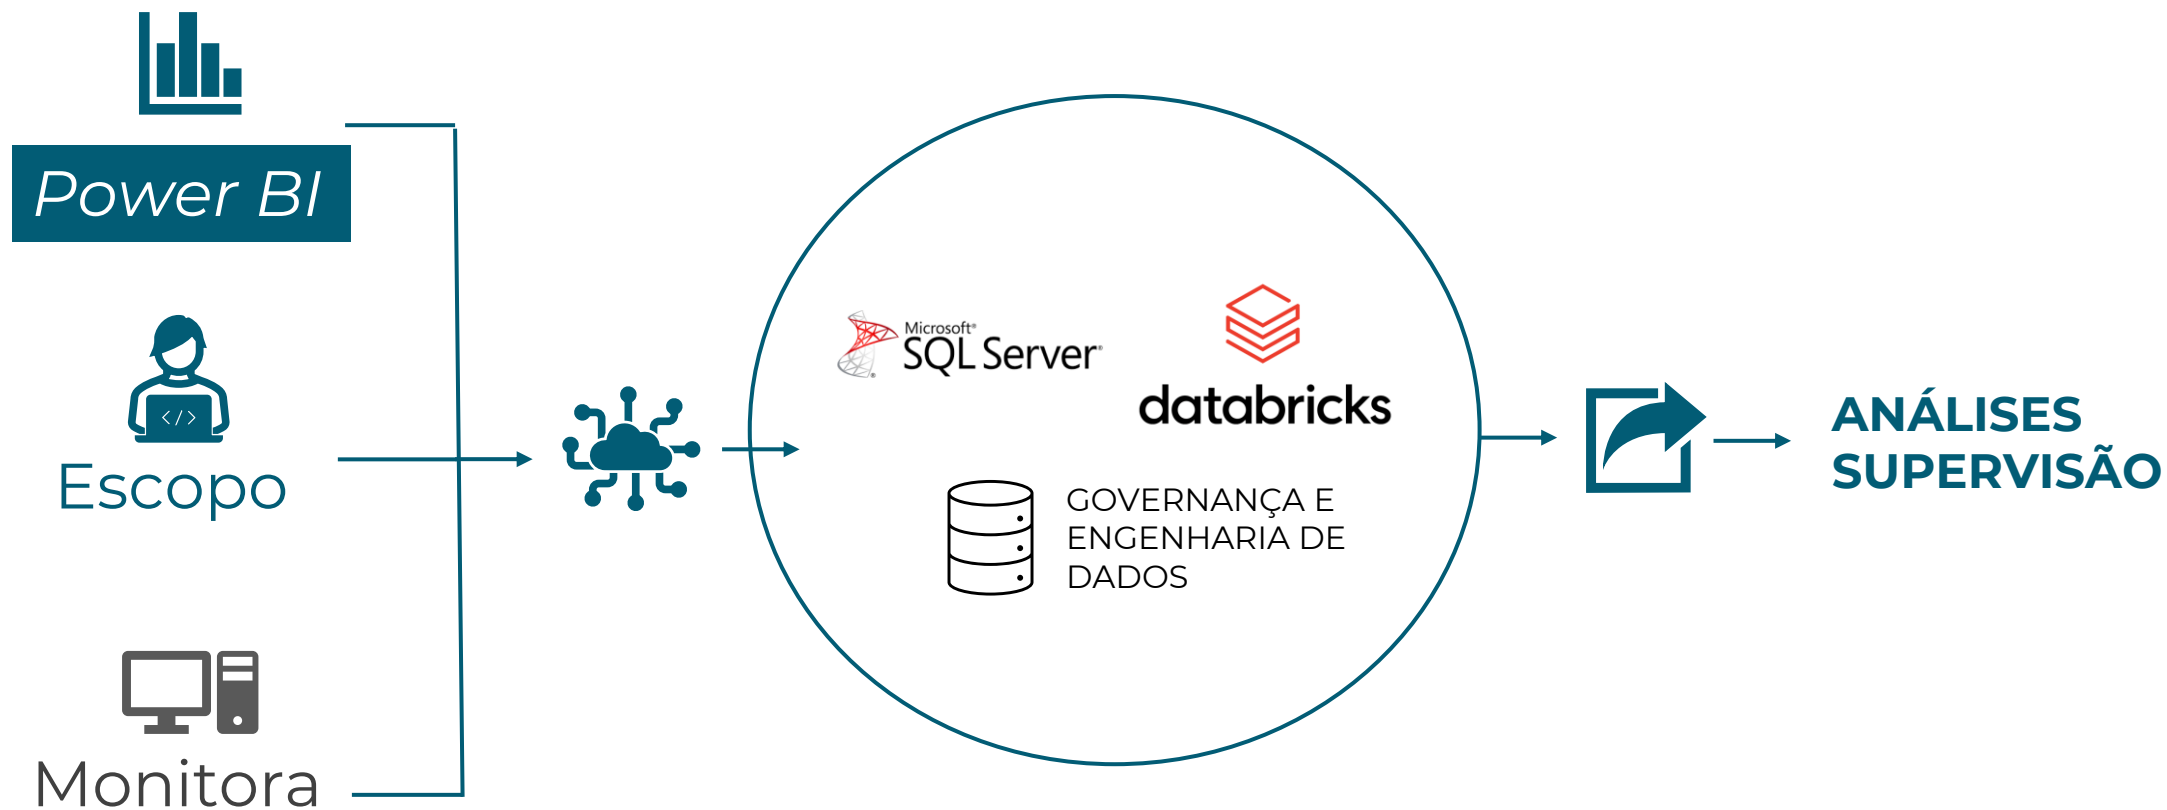 Power BI
Escopo
Monitora
</>
Microsoft®
SQL Server®
databricks
GOVERNANÇA E
ENGENHARIA DE
DADOS
ANÁLISES
SUPERVISÃO